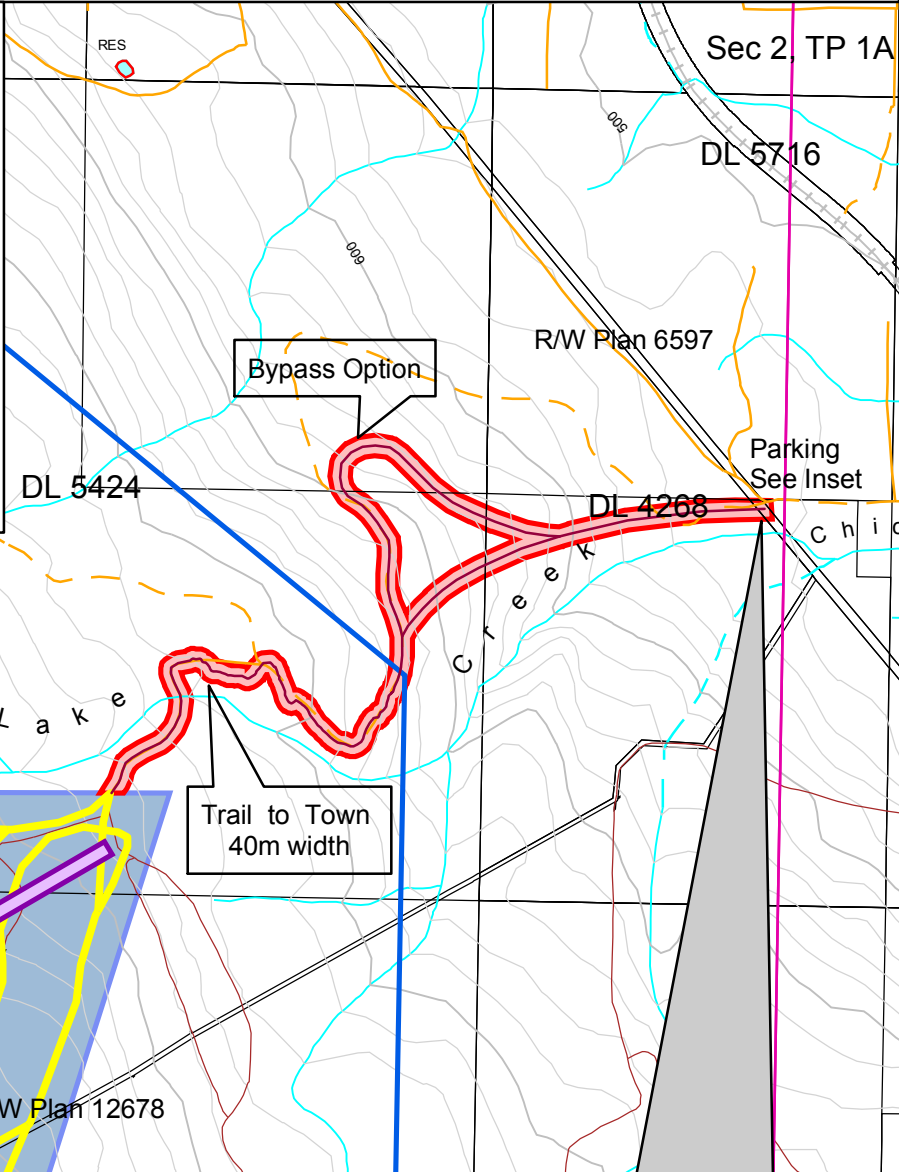 RES
Sec 2, TP 1A
500
DL 5716
600
R/W Plan 6597
Bypass Option
Parking
See Inset
DL 5424
DL 4268
Creek
Lake
Trail to Town
40m width
W Plan 12678